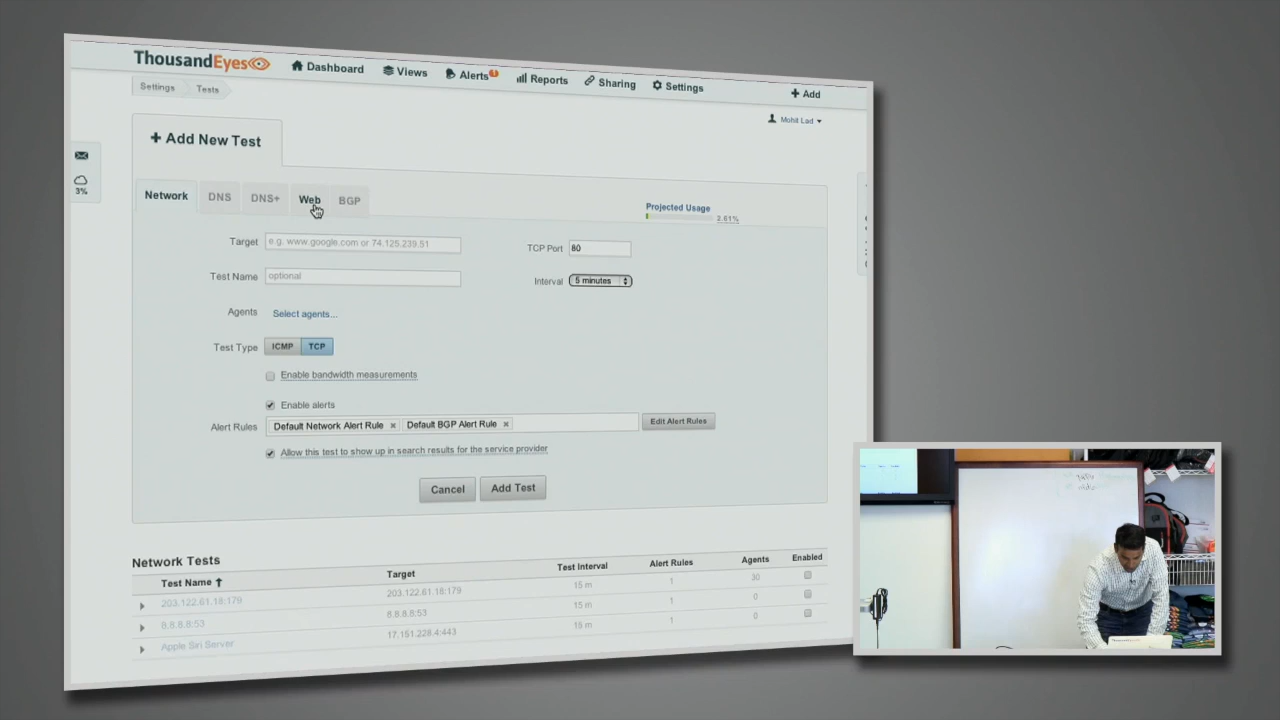 ThousandEyes Dashboard Views Alerts 1 Reports Sharing Settings + Add
Settings Tests
Mohit Lad
+ Add New Test
3%
Network DNS DNS+ Web BGP
Projected Usage
2.61%
Target e.g. www.google.com or 74.125.239.51 TCP Port 80
Test Name optional Interval 5 minutes
Agents Select agents...
Test Type ICMP TCP
Enable bandwidth measurements
Enable alerts
Alert Rules Default Network Alert Rule × Default BGP Alert Rule × Edit Alert Rules
Allow this test to show up in search results for the service provider
Cancel Add Test
Network Tests
Test Name ↑ Target Test Interval Alert Rules Agents Enabled
203.122.61.18:179 203.122.61.18:179 15 m 1 30
8.8.8.8:53 8.8.8.8:53 15 m 1 0
Apple Siri Server 17.151.228.4:443 15 m 1 0